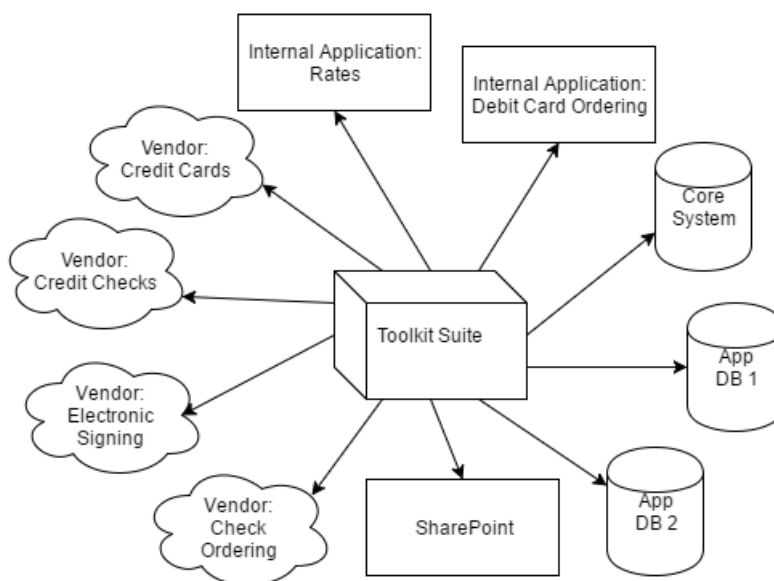 Internal Application:
Rates
Internal Application:
Debit Card Ordering
Vendor:
Credit Cards
Core
System
Vendor:
Credit Checks
Toolkit Suite
App
DB 1
Vendor:
Electronic
Signing
Vendor:
Check
Ordering
SharePoint
App
DB 2